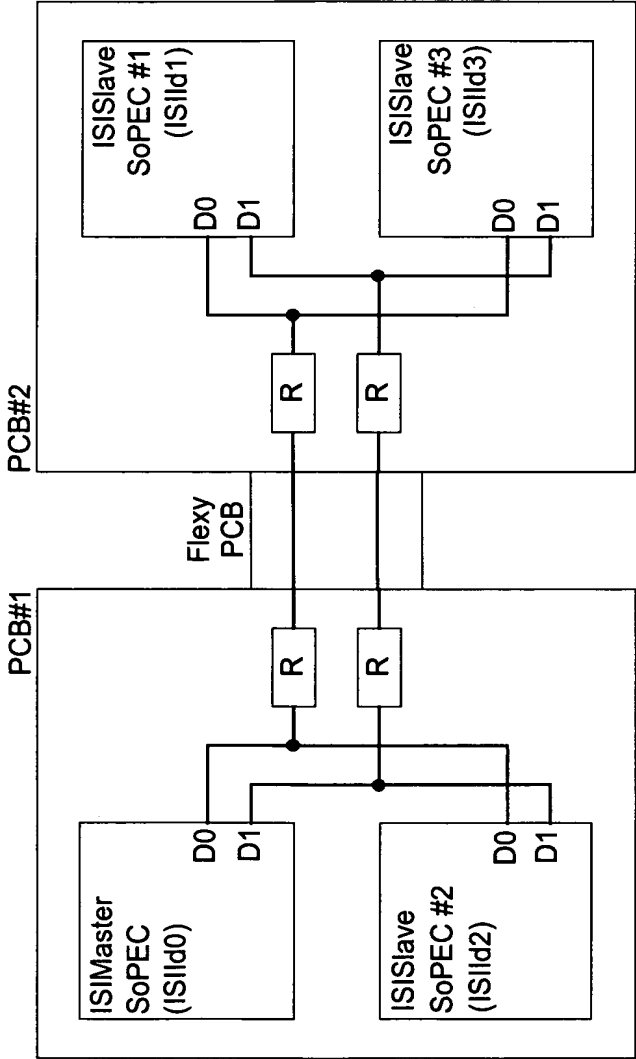 PCB#1
ISIMaster
SoPEC
(ISIId0)
D0
D1
ISISlave
SoPEC #2
(ISIId2)
D0
D1
R
R
Flexy
PCB
PCB#2
R
R
ISISlave
SoPEC #1
(ISIId1)
D0
D1
ISISlave
SoPEC #3
(ISIId3)
D0
D1